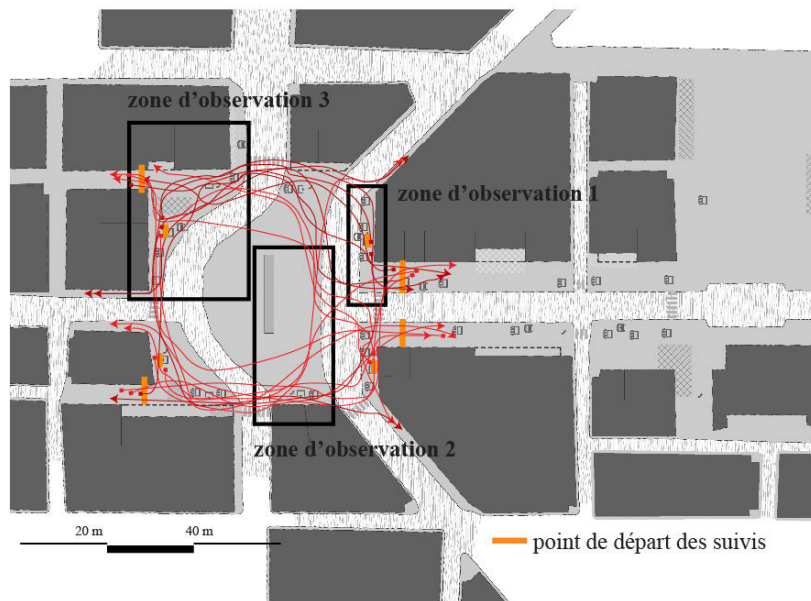 zone d'observation 3
zone d'observation 1
zone d'observation 2
20 m 40 m
point de départ des suivis